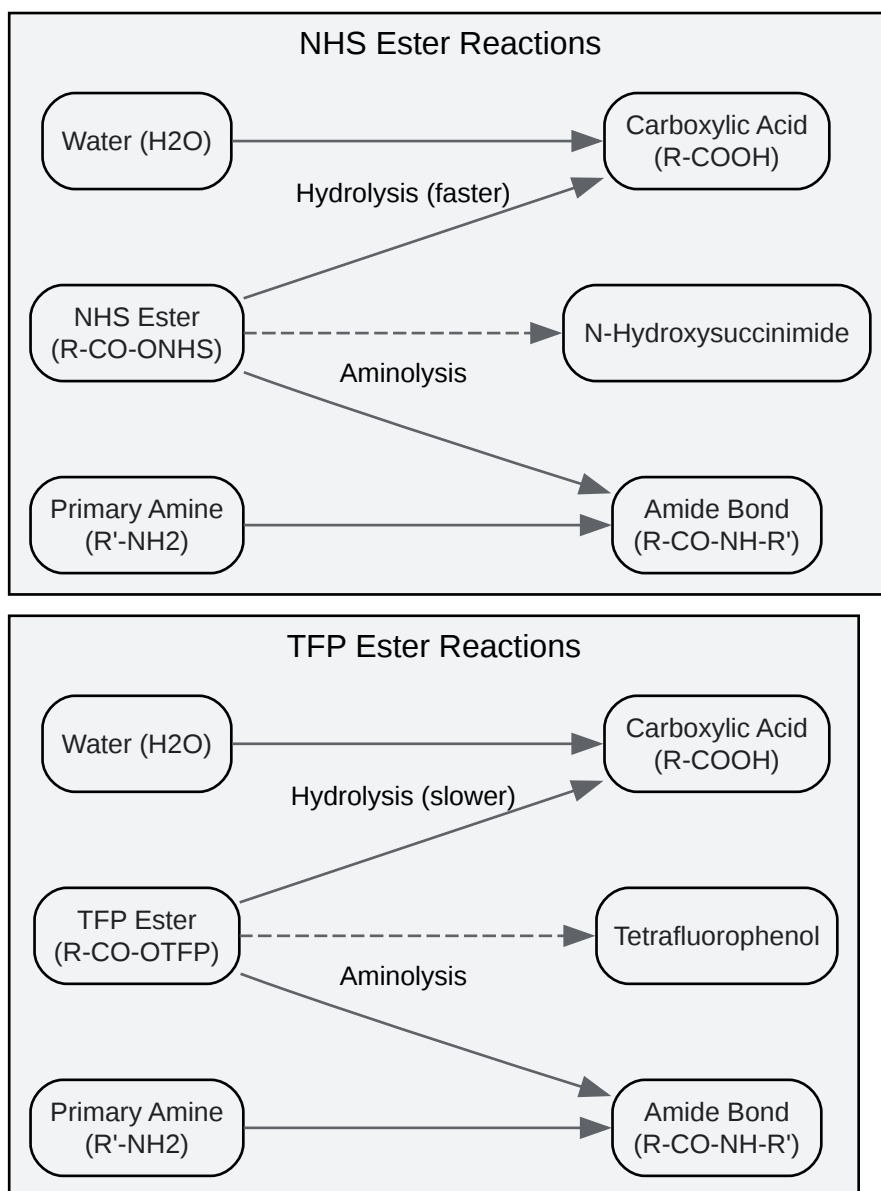 NHS Ester Reactions
Water (H2O)
Carboxylic Acid
(R-COOH)
Hydrolysis (faster)
NHS Ester
(R-CO-ONHS)
N-Hydroxysuccinimide
Aminolysis
Primary Amine
(R'-NH2)
Amide Bond
(R-CO-NH-R')
TFP Ester Reactions
Water (H2O)
Carboxylic Acid
(R-COOH)
Hydrolysis (slower)
TFP Ester
(R-CO-OTFP)
Tetrafluorophenol
Aminolysis
Primary Amine
(R'-NH2)
Amide Bond
(R-CO-NH-R')